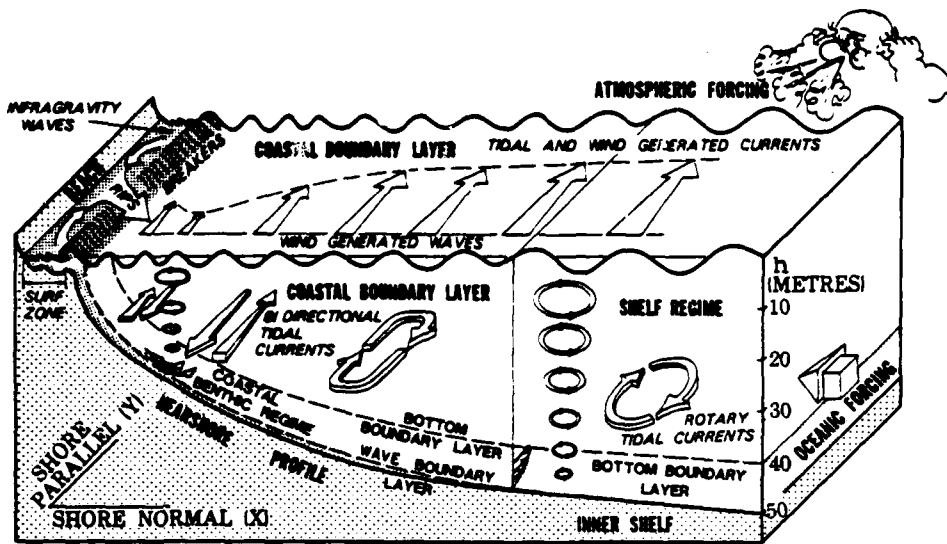 ATMOSPHERIC FORCING
INFRAGRAVITY
WAVES
BEACH
BREAKERS
COASTAL BOUNDARY LAYER
TIDAL AND WIND GENERATED CURRENTS
WIND GENERATED WAVES
h
(METRES)
10
20
30
40
50
SURF
ZONE
COASTAL BOUNDARY LAYER
BI DIRECTIONAL
TIDAL
CURRENTS
SHELF REGIME
ROTARY
TIDAL CURRENTS
OCEANIC FORCING
COASTAL
BENTHIC REGIME
BOTTOM
BOUNDARY LAYER
WAVE BOUNDARY
LAYER
BOTTOM BOUNDARY
LAYER
NEARSHORE
PROFILE
SHORE
PARALLEL (Y)
SHORE NORMAL (X)
INNER SHELF